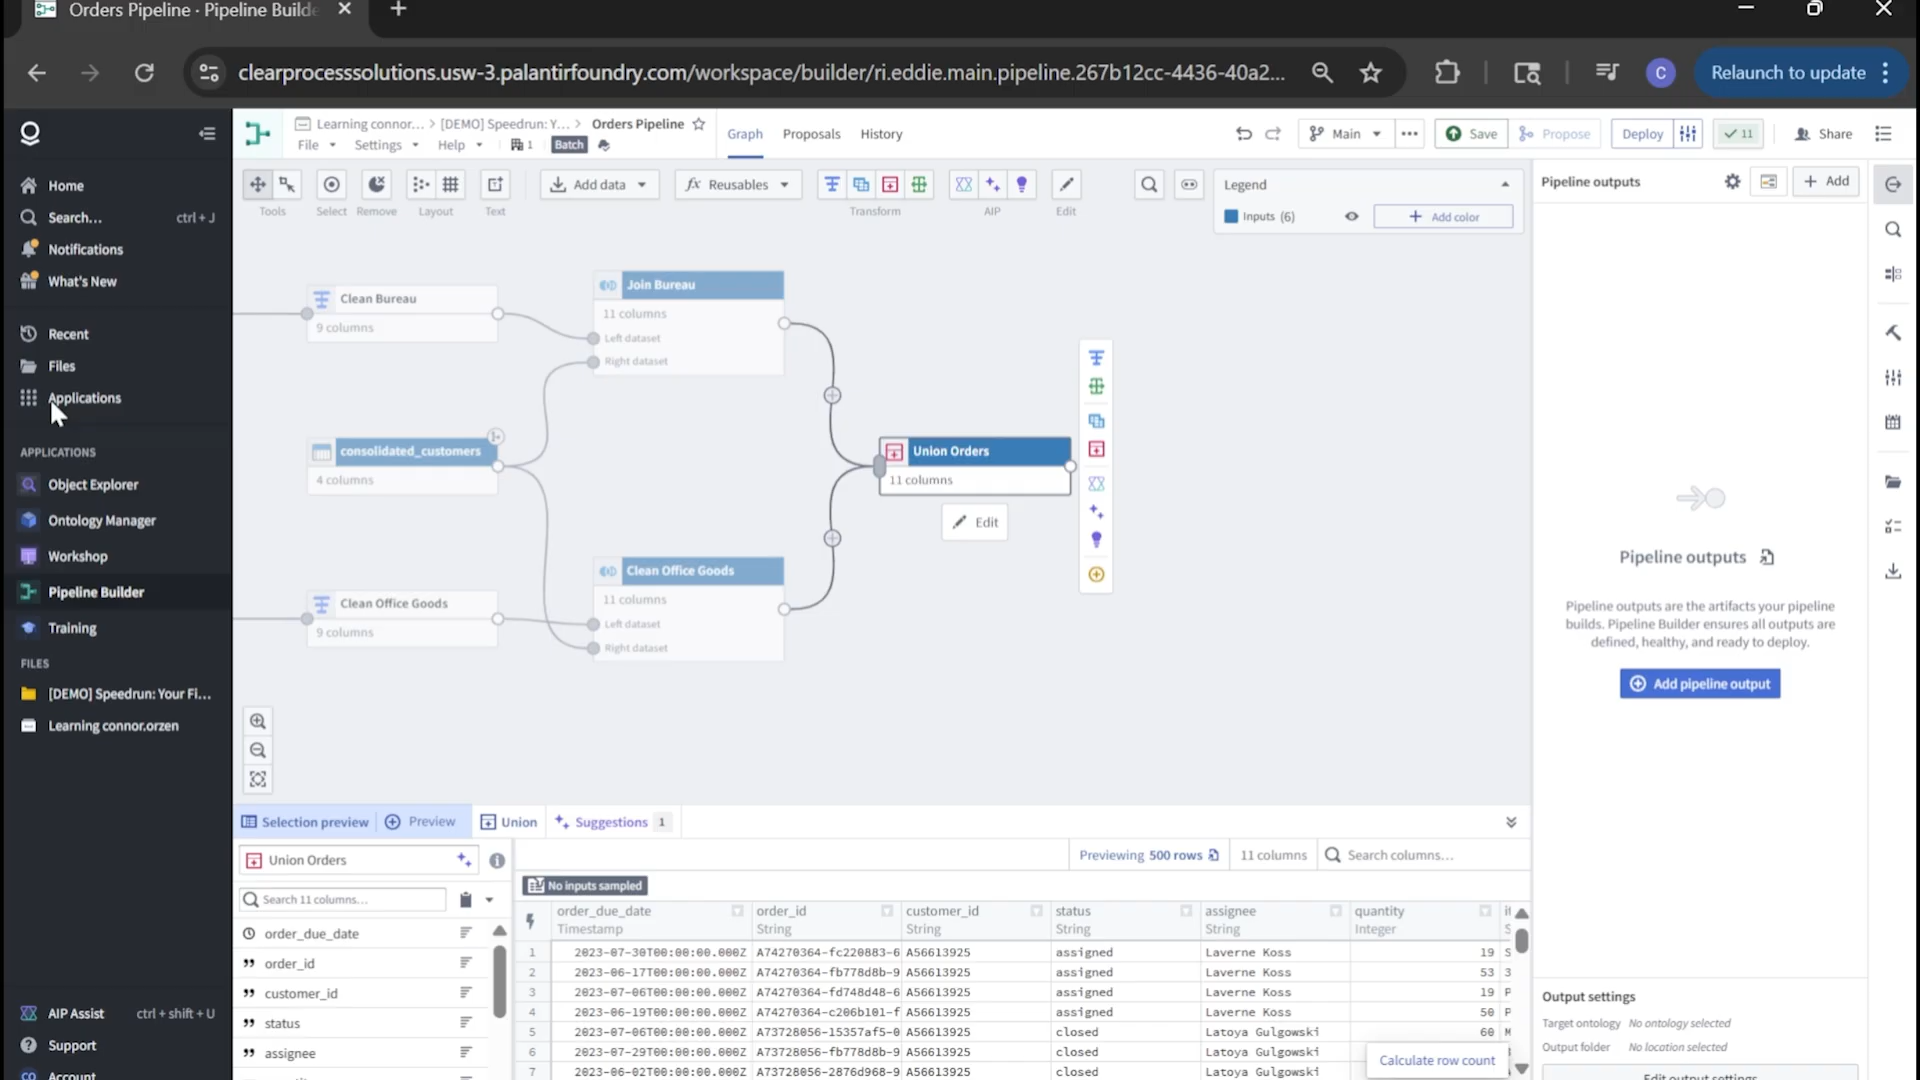 Orders Pipeline · Pipeline Builde
clearprocesssolutions.usw-3.palantirfoundry.com/workspace/builder/ri.eddie.main.pipeline.267b12cc-4436-40a2...
C
Relaunch to update
Home
Search... ctrl+J
Notifications
What's New
Recent
Files
Applications
APPLICATIONS
Object Explorer
Ontology Manager
Workshop
Pipeline Builder
Training
FILES
[DEMO] Speedrun: Your Fi...
Learning connor.orzen
AIP Assist ctrl + shift + U
Support
CO Account
Learning connor... > [DEMO] Speedrun: Y... > Orders Pipeline
File Settings Help 1 Batch
Graph Proposals History
Main Save Propose Deploy 11 Share
Add data Reusables
Tools Select Remove Layout Text Transform AIP Edit
Legend
Inputs (6) Add color
Clean Bureau
9 columns
Join Bureau
11 columns
Left dataset
Right dataset
consolidated_customers
4 columns
Union Orders
11 columns
Edit
Clean Office Goods
11 columns
Left dataset
Right dataset
Clean Office Goods
9 columns
Pipeline outputs Add
Pipeline outputs
Pipeline outputs are the artifacts your pipeline
builds. Pipeline Builder ensures all outputs are
defined, healthy, and ready to deploy.
Add pipeline output
Output settings
Target ontology No ontology selected
Output folder No location selected
Edit output settings
Selection preview Preview Union Suggestions 1
Union Orders
Search 11 columns...
order_due_date
order_id
customer_id
status
assignee
Previewing 500 rows 11 columns Search columns...
No inputs sampled
order_due_date order_id customer_id status assignee quantity
Timestamp String String String String Integer
1 2023-07-30T00:00:00.000Z A74270364-fc220883-6 A56613925 assigned Laverne Koss 19 S
2 2023-06-17T00:00:00.000Z A74270364-fb778d8b-9 A56613925 assigned Laverne Koss 53 3
3 2023-07-06T00:00:00.000Z A74270364-fd748d48-6 A56613925 assigned Laverne Koss 19 P
4 2023-06-19T00:00:00.000Z A74270364-c206b101-f A56613925 assigned Laverne Koss 50 P
5 2023-07-06T00:00:00.000Z A73728056-15357af5-0 A56613925 closed Latoya Gulgowski 60 M
6 2023-07-29T00:00:00.000Z A73728056-fb778d8b-9 A56613925 closed Latoya Gulgowski
7 2023-06-02T00:00:00.000Z A73728056-2876d968-9 A56613925 closed Latoya Gulgowski
Calculate row count